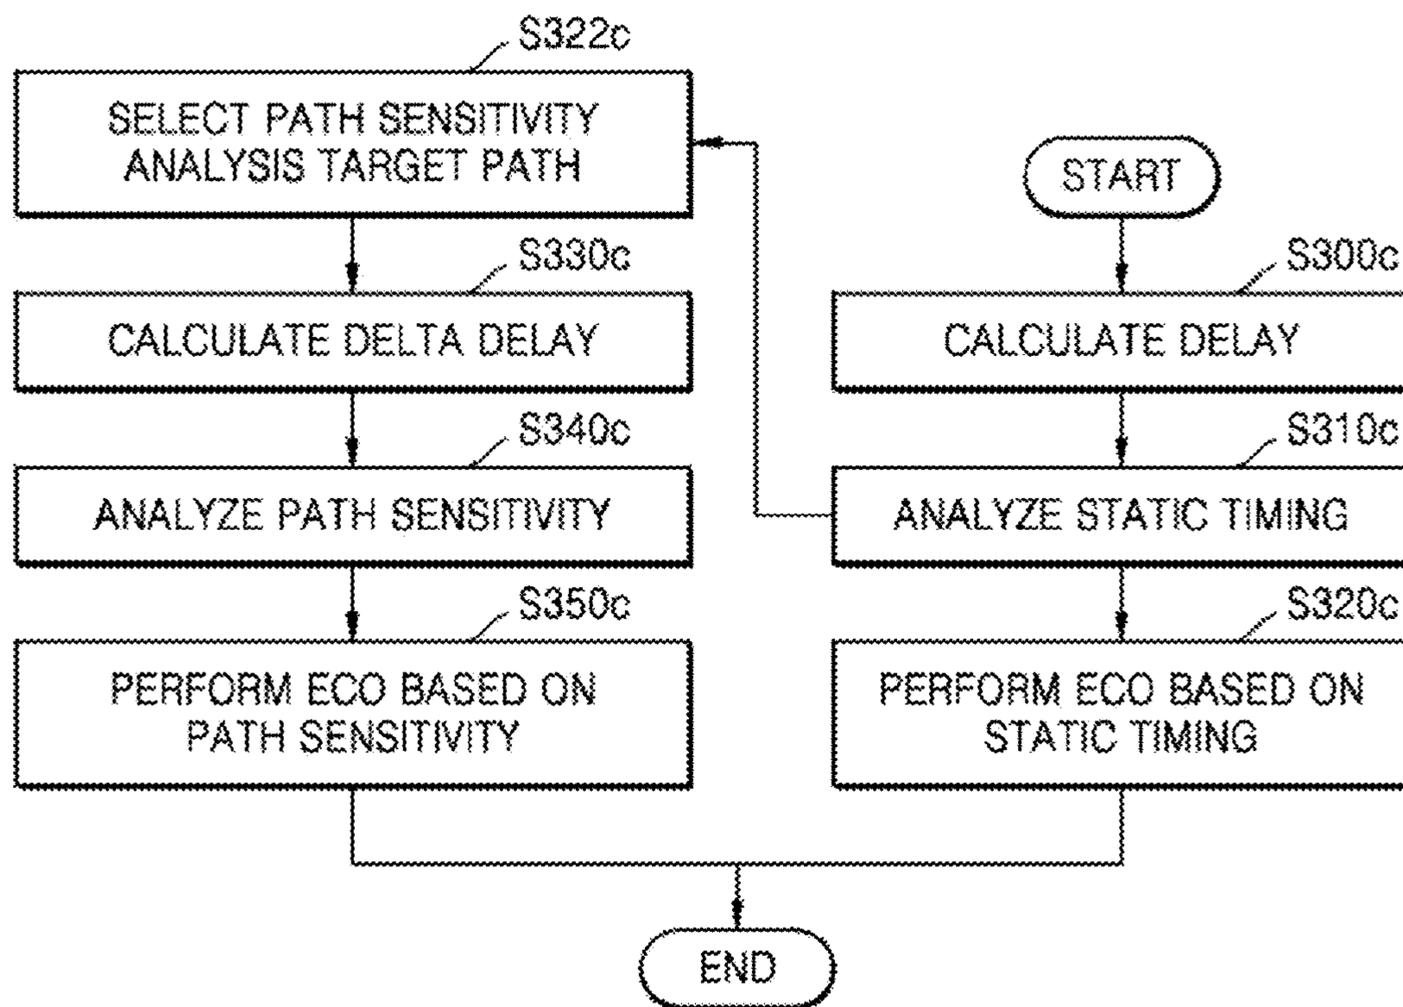 S322c
SELECT PATH SENSITIVITY
ANALYSIS TARGET PATH
START
S330c
CALCULATE DELTA DELAY
S300c
CALCULATE DELAY
S340c
ANALYZE PATH SENSITIVITY
S310c
ANALYZE STATIC TIMING
S350c
PERFORM ECO BASED ON
PATH SENSITIVITY
S320c
PERFORM ECO BASED ON
STATIC TIMING
END